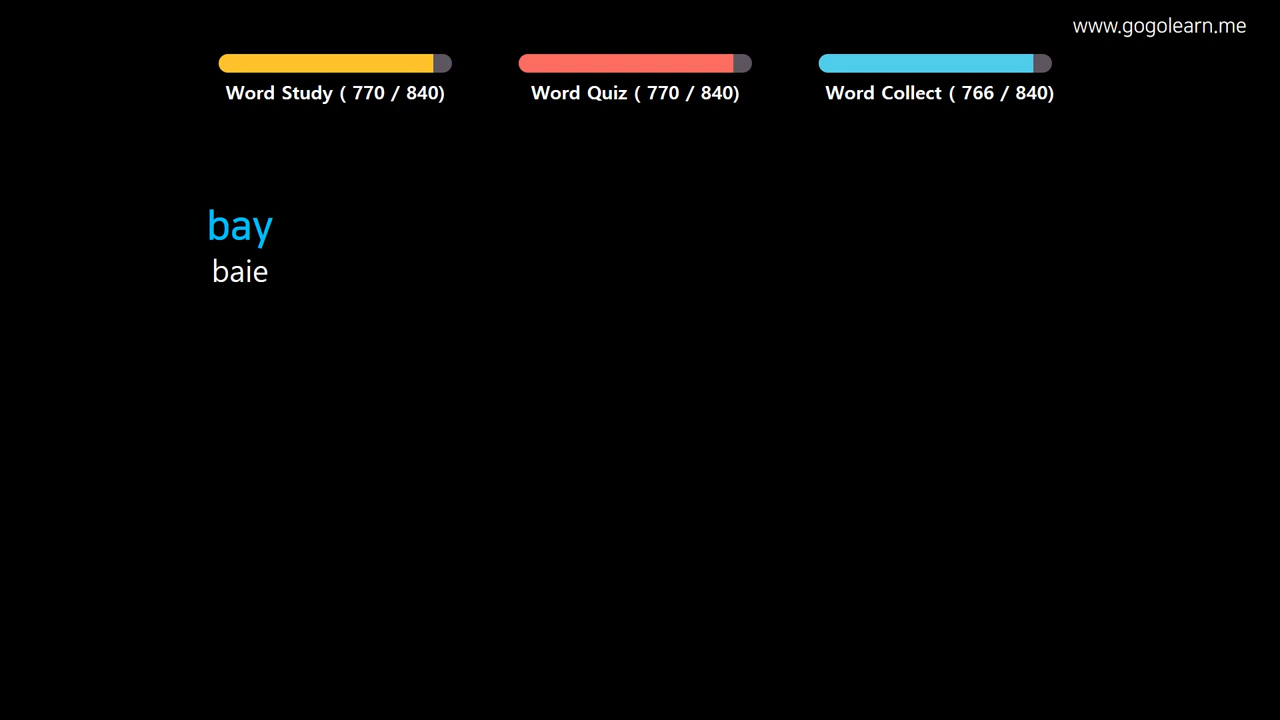 www.gogolearn.me
Word Study ( 770 / 840)
Word Quiz ( 770 / 840)
Word Collect ( 766 / 840)
bay
baie